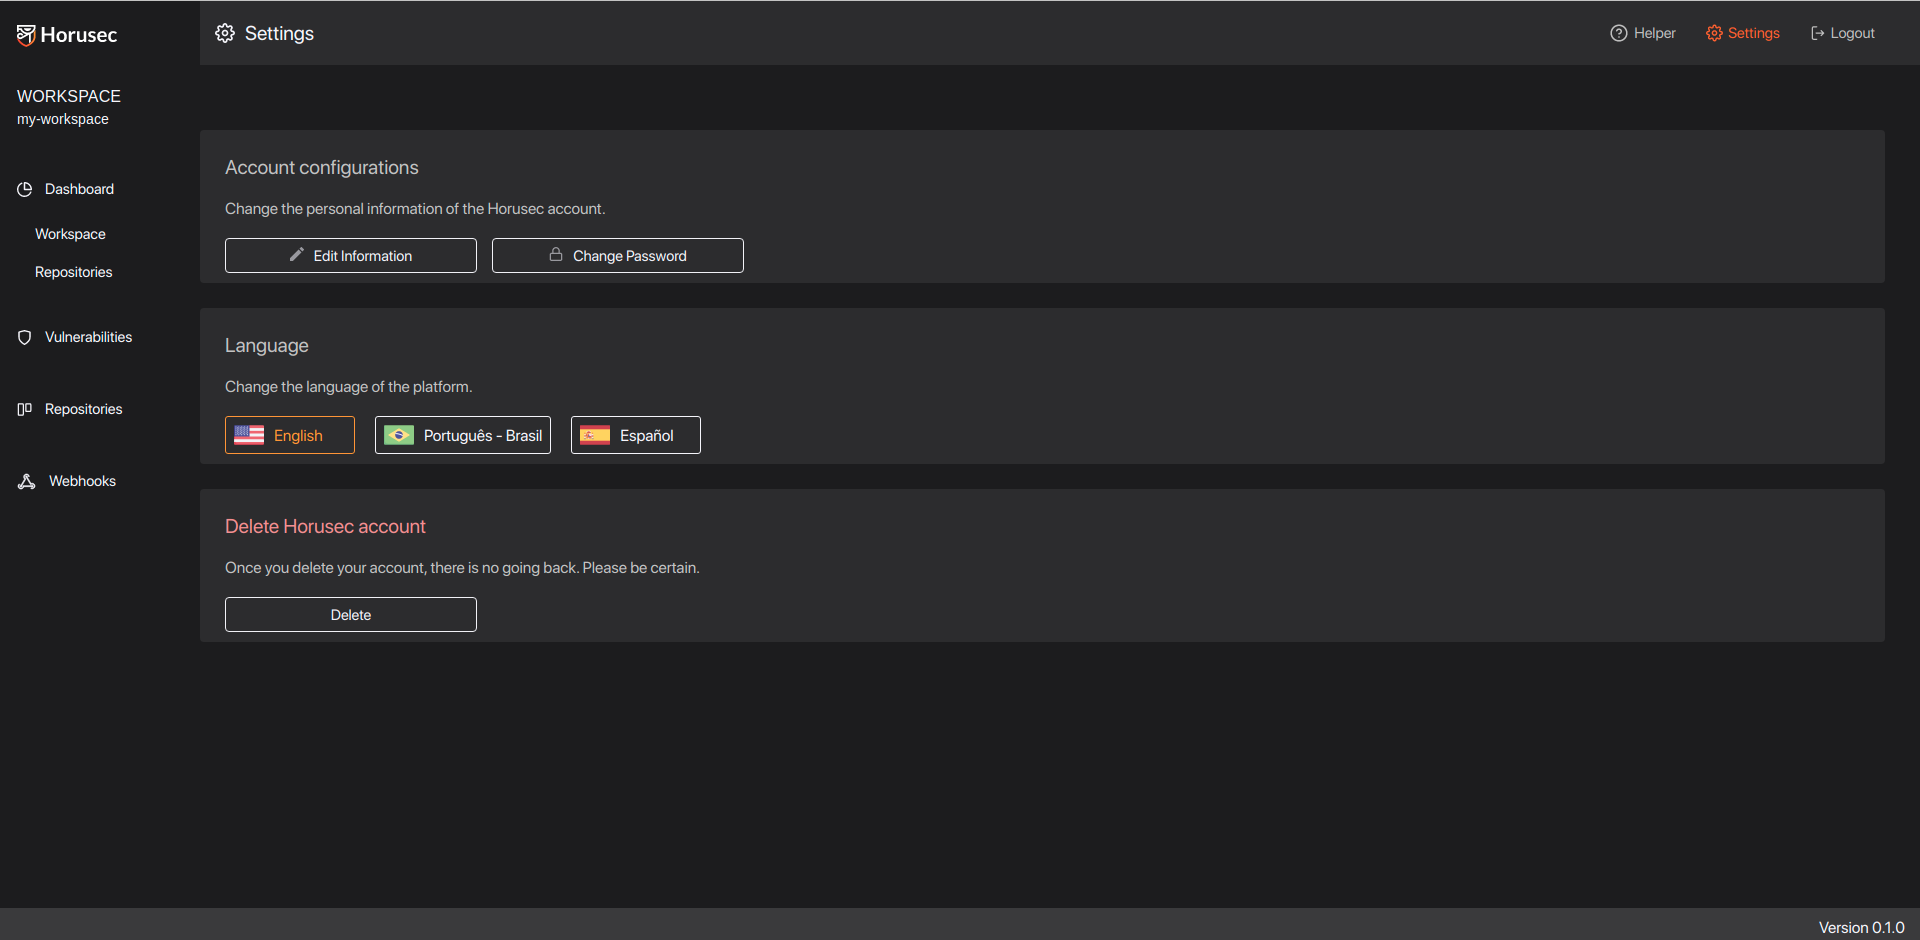 Horusec
Settings
Helper
Settings
Logout
WORKSPACE
my-workspace
Dashboard
Workspace
Repositories
Vulnerabilities
Repositories
Webhooks
Account configurations
Change the personal information of the Horusec account.
Edit Information
Change Password
Language
Change the language of the platform.
English
Português - Brasil
Español
Delete Horusec account
Once you delete your account, there is no going back. Please be certain.
Delete
Version 0.1.0